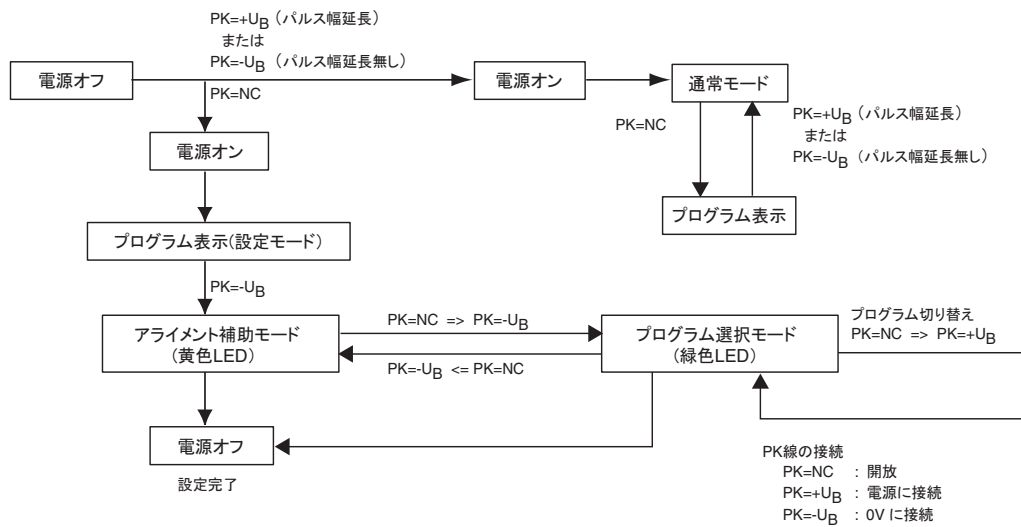 PK=+UB (パルス幅延長)
または
PK=-UB (パルス幅延長無し)
電源オフ
電源オン
通常モード
PK=NC
PK=NC
PK=+UB (パルス幅延長)
または
PK=-UB (パルス幅延長無し)
電源オン
プログラム表示
プログラム表示(設定モード)
PK=-UB
アライメント補助モード
(黄色LED)
PK=NC => PK=-UB
PK=-UB <= PK=NC
プログラム選択モード
(緑色LED)
プログラム切り替え
PK=NC => PK=+UB
電源オフ
設定完了
PK線の接続
PK=NC : 開放
PK=+UB : 電源に接続
PK=-UB : 0Vに接続